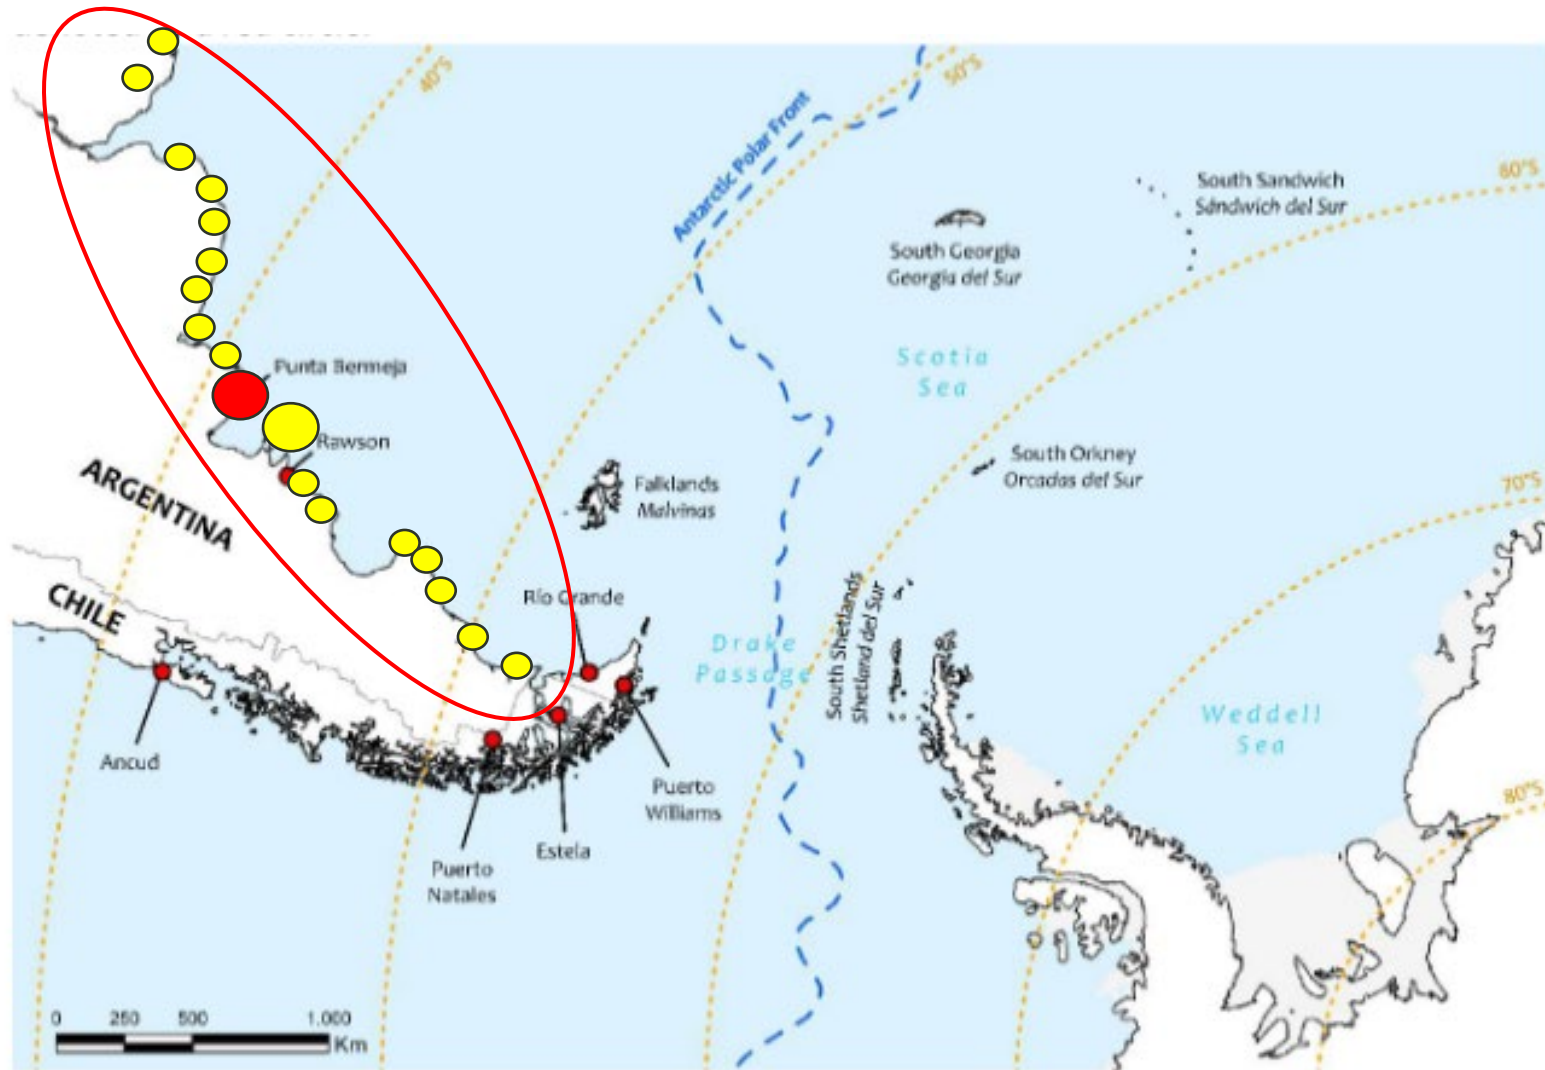 40°S
50°S
Antarctic Polar Front
60°S
South Sandwich
Sándwich del Sur
South Georgia
Georgia del Sur
Punta Bermeja
Scotia
Sea
Rawson
ARGENTINA
Falklands
Malvinas
South Orkney
Orcadas del Sur
70°S
CHILE
Río Grande
Drake
Passage
South Shetlands
Shetland del Sur
Weddell
Sea
Ancud
Puerto
Williams
Estela
Puerto
Natales
80°S
0 250 500 1.000
Km